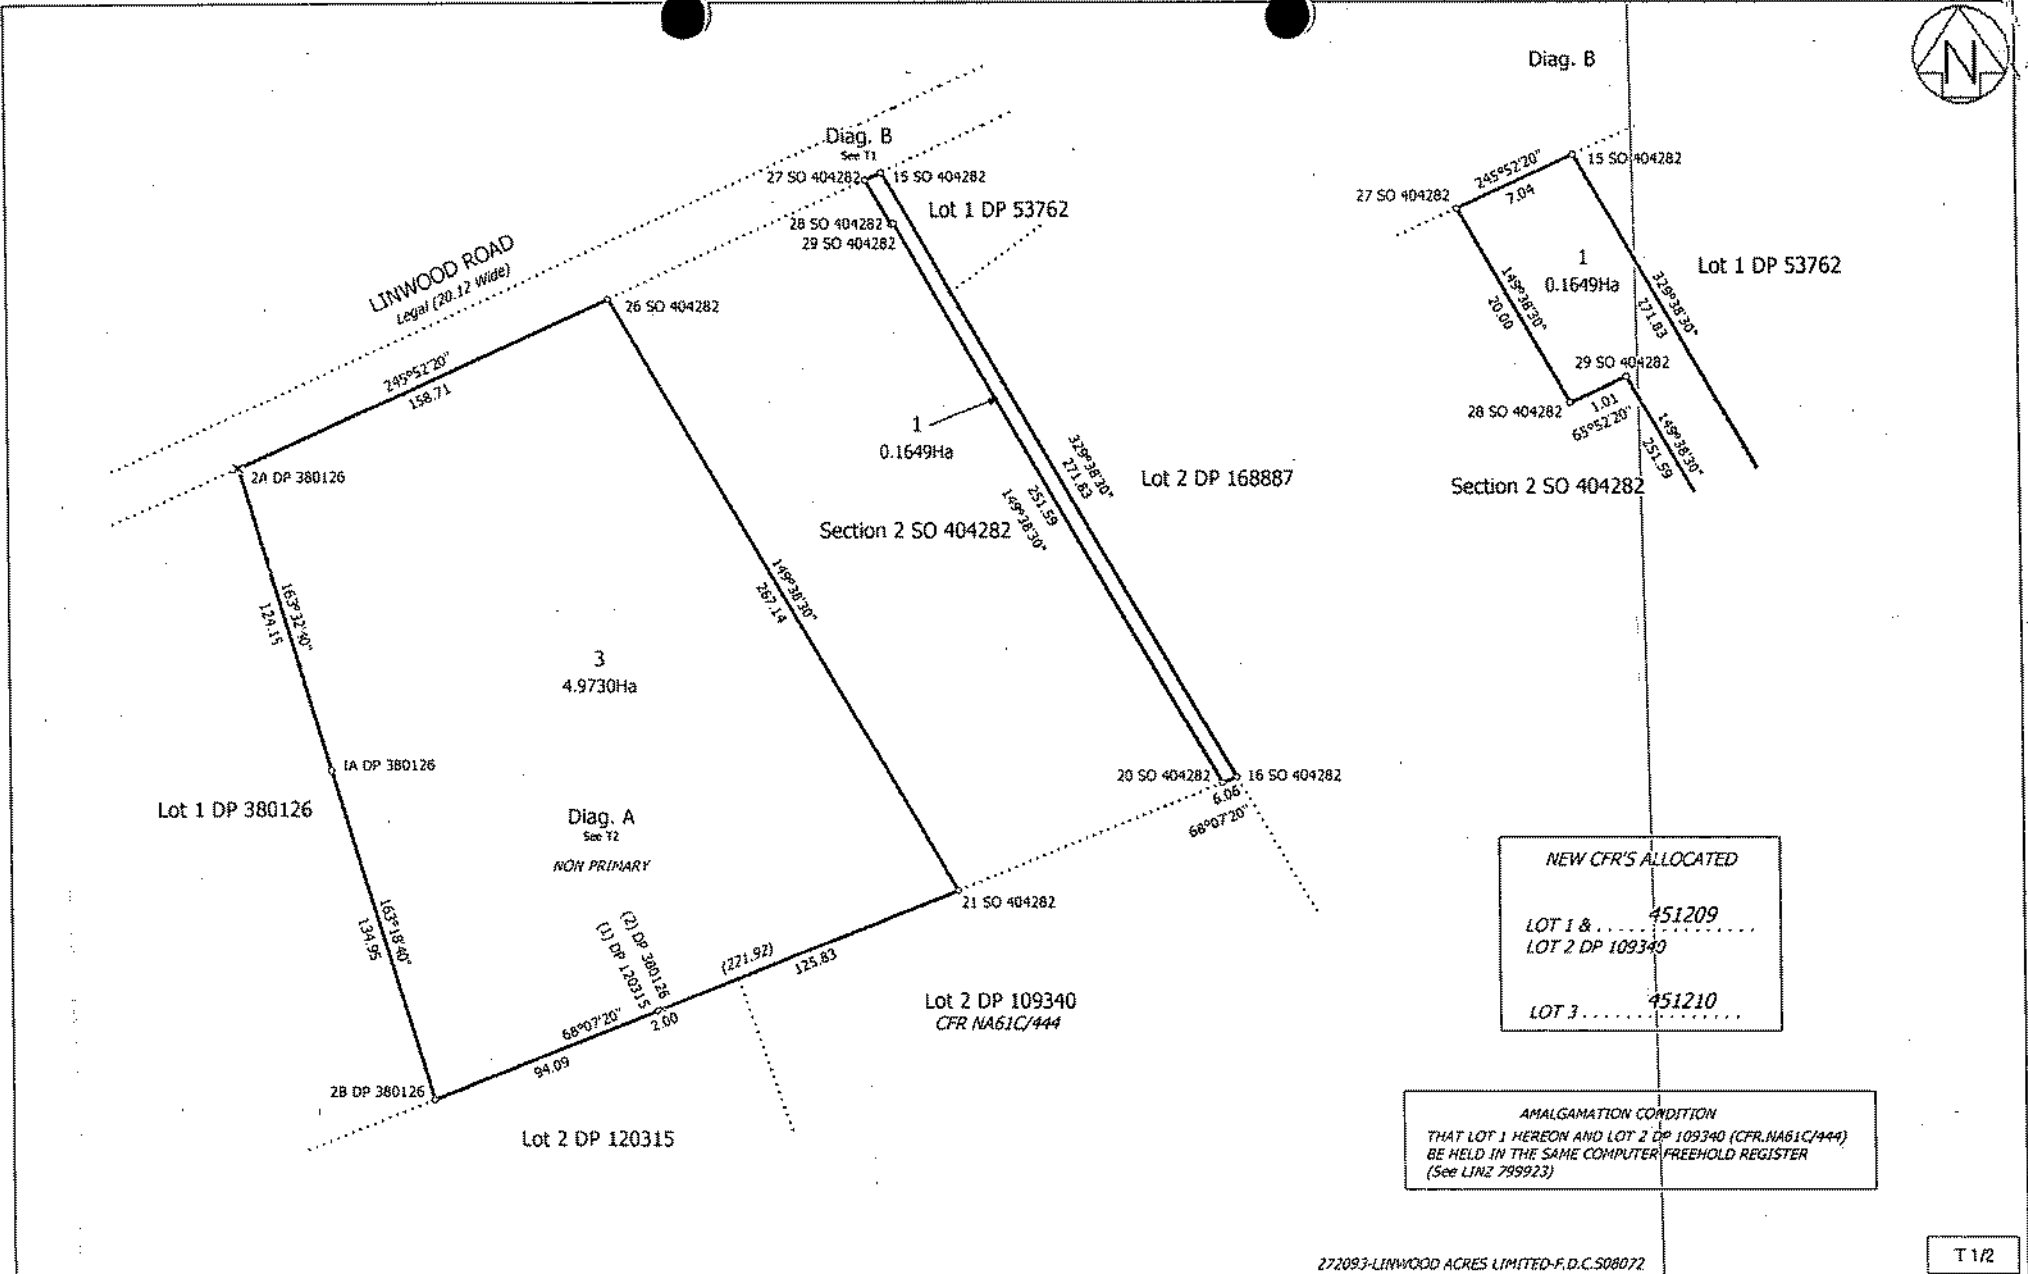 N
Diag. B
See T1
27 SO 404282
15 SO 404282
Lot 1 DP 53762
28 SO 404282
29 SO 404282
LINWOOD ROAD
Legal (20.12 Wide)
26 SO 404282
245°52'20"
158.71
2A DP 380126
1
0.1649Ha
329°38'30"
271.83
Lot 2 DP 168887
Section 2 SO 404282
251.59
149°38'30"
149°38'30"
267.14
163°32'40"
124.15
3
4.9730Ha
1A DP 380126
Lot 1 DP 380126
Diag. A
See T2
NON PRIMARY
20 SO 404282
16 SO 404282
6.06
68°07'20"
21 SO 404282
163°18'40"
134.95
(2) DP 380126
(1) DP 120315
(221.92)
125.83
68°07'20"
2.00
94.09
Lot 2 DP 109340
CFR NA61C/444
2B DP 380126
Lot 2 DP 120315
Diag. B
245°52'20"
7.04
15 SO 404282
27 SO 404282
1
0.1649Ha
Lot 1 DP 53762
149°38'30"
20.00
329°38'30"
271.83
29 SO 404282
28 SO 404282
1.01
65°52'20"
149°38'30"
251.59
Section 2 SO 404282
NEW CFR'S ALLOCATED
LOT 1 & .............. 451209
LOT 2 DP 109340
LOT 3 .............. 451210
AMALGAMATION CONDITION
THAT LOT 1 HEREON AND LOT 2 DP 109340 (CFR.NA61C/444)
BE HELD IN THE SAME COMPUTER FREEHOLD REGISTER
(See LINZ 799923)
272093-LINWOOD ACRES LIMITED-F.D.C.S08072
T 1/2